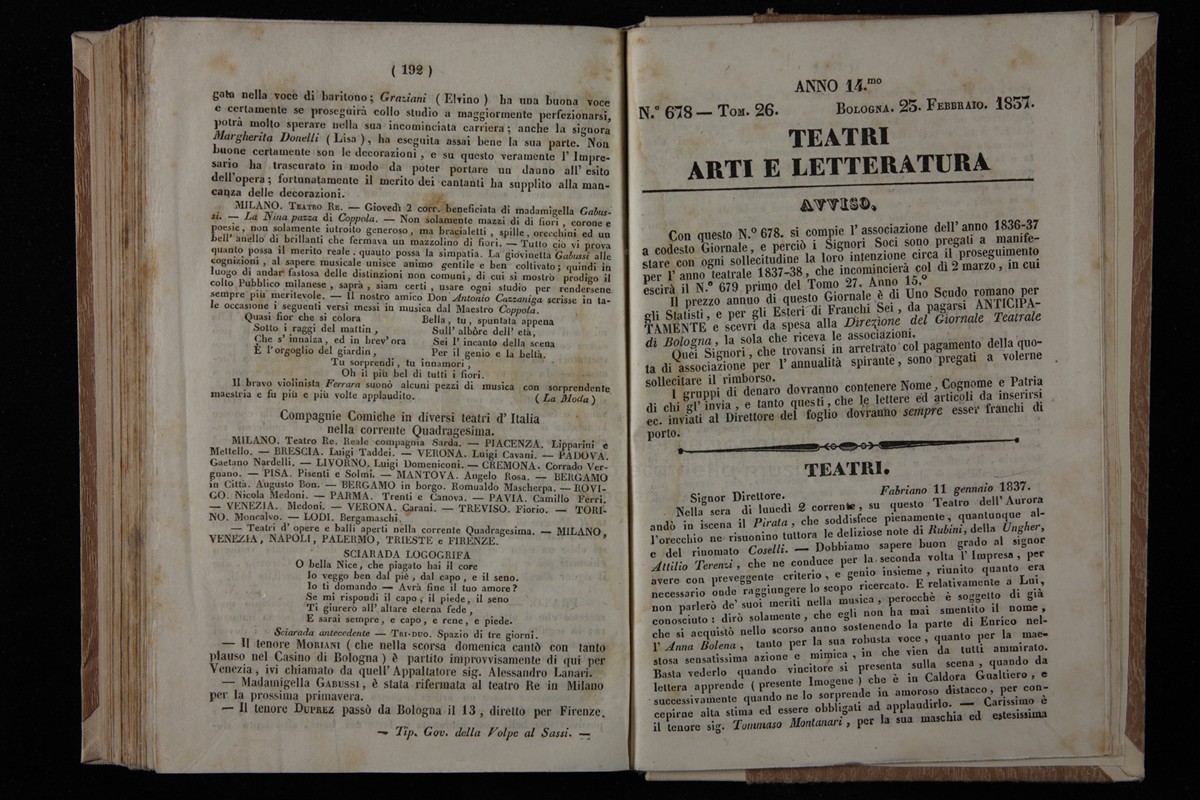 ( 192 )
gata nella voce di baritono; Graziani ( Elvino ) ha una buona voce
e certamente se proseguirà collo studio a maggiormente perfezionarsi,
potrà molto sperare nella sua incominciata carriera; anche la signora
Margherita Donelli ( Lisa ), ha eseguita assai bene la sua parte. Non
buone certamente son le decorazioni, e su questo veramente l' Impre-
sario ha trascurato in modo da poter portare un danno all' esito
dell'opera; fortunatamente il merito dei cantanti ha supplito alla man-
canza delle decorazioni.
MILANO. TEATRO RE. — Giovedì 2 corr. beneficiata di madamigella Gabus-
si. — La Nina pazza di Coppola. — Non solamente mazzi di di fiori, corone e
poesie, non solamente iutroito generoso, ma bracialetti, spille, orecchini ed un
bell' anello di brillanti che fermava un mazzolino di fiori. — Tutto ciò vi prova
quanto possa il merito reale. quauto possa la simpatia. La giovinetta Gabussi alle
cognizioni, al sapere musicale unisce animo gentile e ben coltivato; quindi in
luogo di andar fastosa delle distinzioni non comuni, di cui si mostrò prodigo il
colto Pubblico milanese, saprà, siam certi, usare ogni studio per rendersene
sempre più meritevole. — Il nostro amico Don Antonio Cazzaniga scrisse in ta-
le occasione i seguenti versi messi in musica dal Maestro Coppola.
Quasi fior che si colora
Sotto i raggi del mattin,
Che s' innalza, ed in brev' ora
È l' orgoglio del giardin,
Bella, tu, spuntata appena
Sull' albòre dell' età,
Sei l' incanto della scena
Per il genio e la beltà.
Tu sorprendi, tu innamori,
Oh il più bel di tutti i fiori.
Il bravo violinista Ferrara suonò alcuni pezzi di musica con sorprendente
maestria e fu più e più volte applaudito. ( La Moda )
Compagnie Comiche in diversi teatri d' Italia
nella corrente Quadragesima.
MILANO. Teatro Re. Reale compagnia Sarda. — PIACENZA. Lipparini e
Mettello. — BRESCIA. Luigi Taddei. — VERONA. Luigi Cavani. — PADOVA.
Gaetano Nardelli. — LIVORNO. Luigi Domeniconi. — CREMONA. Corrado Ver-
gnano. — PISA. Pisenti e Solmi. — MANTOVA. Angelo Rosa. — BERGAMO
in Città. Augusto Bon. — BERGAMO in borgo. Romualdo Mascherpa. — ROVI-
GO. Nicola Medoni. — PARMA. Trenti e Canova. — PAVIA. Camillo Ferri.
— VENEZIA. Medoni. — VERONA. Carani. — TREVISO. Fiorio. — TORI-
NO. Moncalvo. — LODI. Bergamaschi.
— Teatri d' opere e balli aperti nella corrente Quadragesima. — MILANO,
VENEZIA, NAPOLI, PALERMO, TRIESTE e FIRENZE.
SCIARADA LOGOGRIFA
O bella Nice, che piagato hai il core
Io veggo ben dal piè, dal capo, e il seno.
Io ti domando — Avrà fine il tuo amore?
Se mi rispondi il capo, il piede, il seno
Ti giurerò all' altare eterna fede,
E sarai sempre, e capo, e rene, e piede.
Sciarada antecedente — TRI-DUO. Spazio di tre giorni.
— Il tenore MORIANI ( che nella scorsa domenica cantò con tanto
plauso nel Casino di Bologna ) è partito improvvisamente di qui per
Venezia, ivi chiamato da quell' Appaltatore sig. Alessandro Lanari.
— Madamigella GABUSSI, è stata rifermata al teatro Re in Milano
per la prossima primavera.
— Il tenore DUPREZ passò da Bologna il 13, diretto per Firenze.
— Tip. Gov. della Volpe al Sassi. —
ANNO 14.mo
N.° 678 — TOM. 26. BOLOGNA. 23. FEBBRAIO. 1837.
TEATRI
ARTI E LETTERATURA
AVVISO.
Con questo N.° 678. si compie l' associazione dell' anno 1836-37
a codesto Giornale, e perciò i Signori Soci sono pregati a manife-
stare con ogni sollecitudine la loro intenzione circa il proseguimento
per l' anno teatrale 1837-38, che incomincierà col dì 2 marzo, in cui
escirà il N.° 679 primo del Tomo 27. Anno 15.°
Il prezzo annuo di questo Giornale è di Uno Scudo romano per
gli Statisti, e per gli Esteri di Franchi Sei, da pagarsi ANTICIPA-
TAMENTE e scevri da spesa alla Direzione del Giornale Teatrale
di Bologna, la sola che riceva le associazioni.
Quei Signori, che trovansi in arretrato col pagamento della quo-
ta di associazione per l' annualità spirante, sono pregati a volerne
sollecitare il rimborso.
I gruppi di denaro dovranno contenere Nome, Cognome e Patria
di chi gl' invia, e tanto questi, che le lettere ed articoli da inserirsi
ec. inviati al Direttore del foglio dovranno sempre esser franchi di
porto.
TEATRI.
Signor Direttore. Fabriano 11 gennaio 1837.
Nella sera di lunedì 2 corrente, su questo Teatro dell' Aurora
andò in iscena il Pirata, che soddisfece pienamente, quantunque al-
l'orecchio ne risuonino tuttora le deliziose note di Rubini, della Ungher,
e del rinomato Coselli. — Dobbiamo sapere buon grado al signor
Attilio Terenzi, che ne conduce per la seconda volta l' Impresa, per
avere con preveggente criterio, e genio insieme, riunito quanto era
necessario onde raggiungere lo scopo ricercato. E relativamente a Lui,
non parlerò de' suoi meriti nella musica, perocchè è soggetto di già
conosciuto: dirò solamente, che egli non ha mai smentito il nome,
che si acquistò nello scorso anno sostenendo la parte di Enrico nel-
l' Anna Bolena, tanto per la sua robusta voce, quanto per la mae-
stosa sensatissima azione e mimica, in che vien da tutti ammirato.
Basta vederlo quando vincitore si presenta sulla scena, quando da
lettera apprende ( presente Imogene ) che è in Caldora Gualtiero, e
successivamente quando ne lo sorprende in amoroso distacco, per con-
cepirne alta stima ed essere obbligati ad applaudirlo. — Carissimo è
il tenore sig. Tommaso Montanari, per la sua maschia ed estesissima